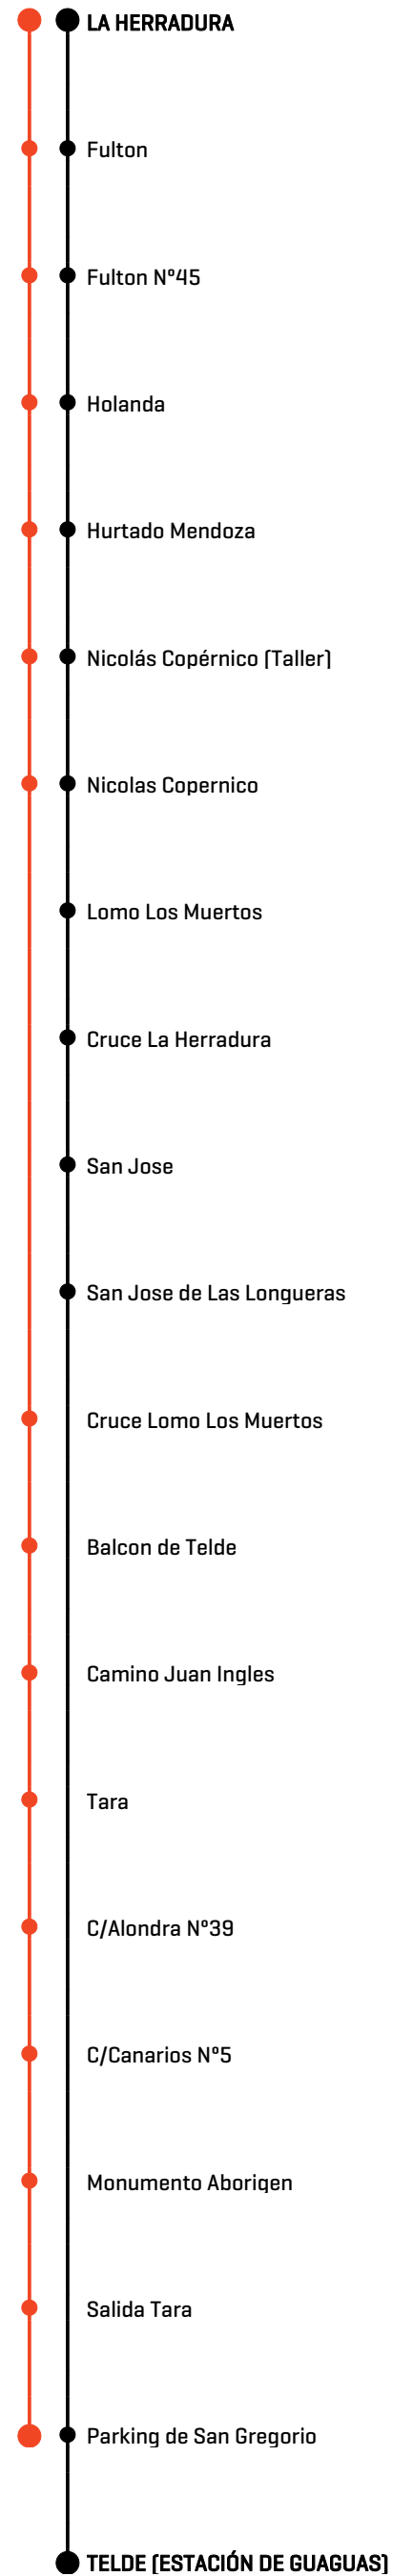 LA HERRADURA
Fulton
Fulton Nº45
Holanda
Hurtado Mendoza
Nicolás Copérnico (Taller)
Nicolas Copernico
Lomo Los Muertos
Cruce La Herradura
San Jose
San Jose de Las Longueras
Cruce Lomo Los Muertos
Balcon de Telde
Camino Juan Ingles
Tara
C/Alondra Nº39
C/Canarios Nº5
Monumento Aborigen
Salida Tara
Parking de San Gregorio
TELDE (ESTACIÓN DE GUAGUAS)